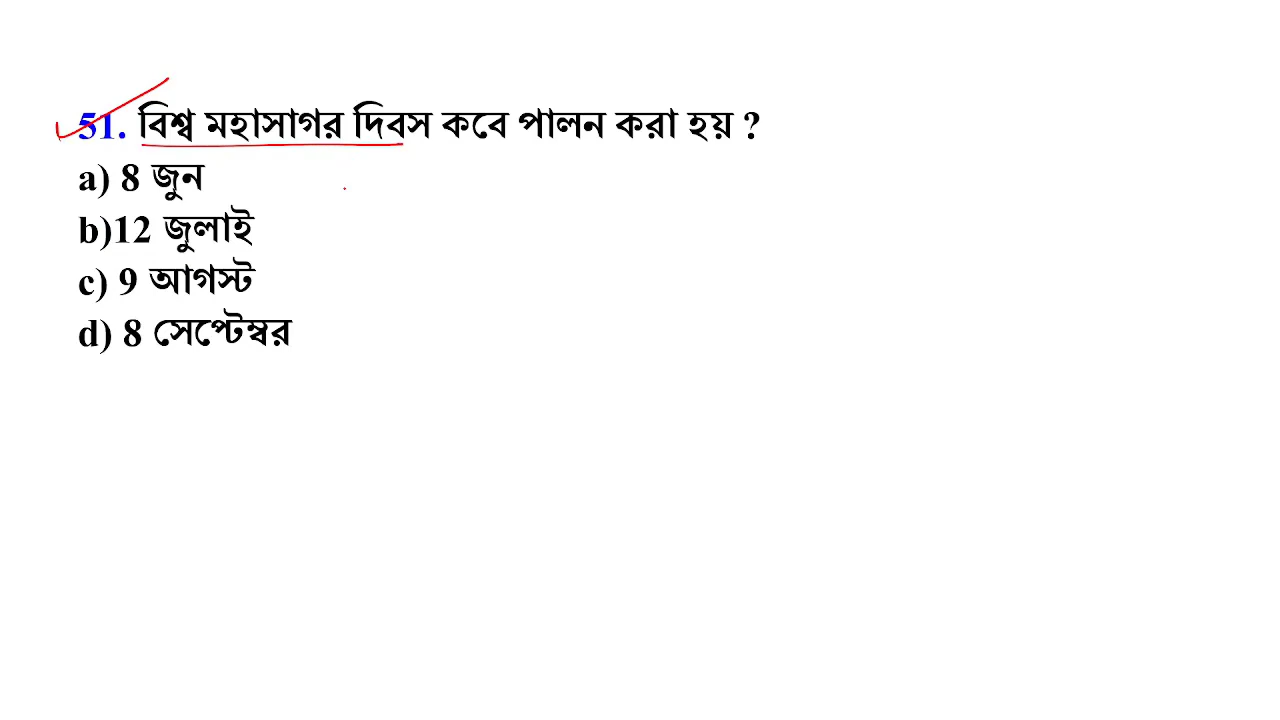 51. বিশ্ব মহাসাগর দিবস কবে পালন করা হয় ?
a) 8 জুন
b)12 জুলাই
c) 9 আগস্ট
d) 8 সেপ্টেম্বর